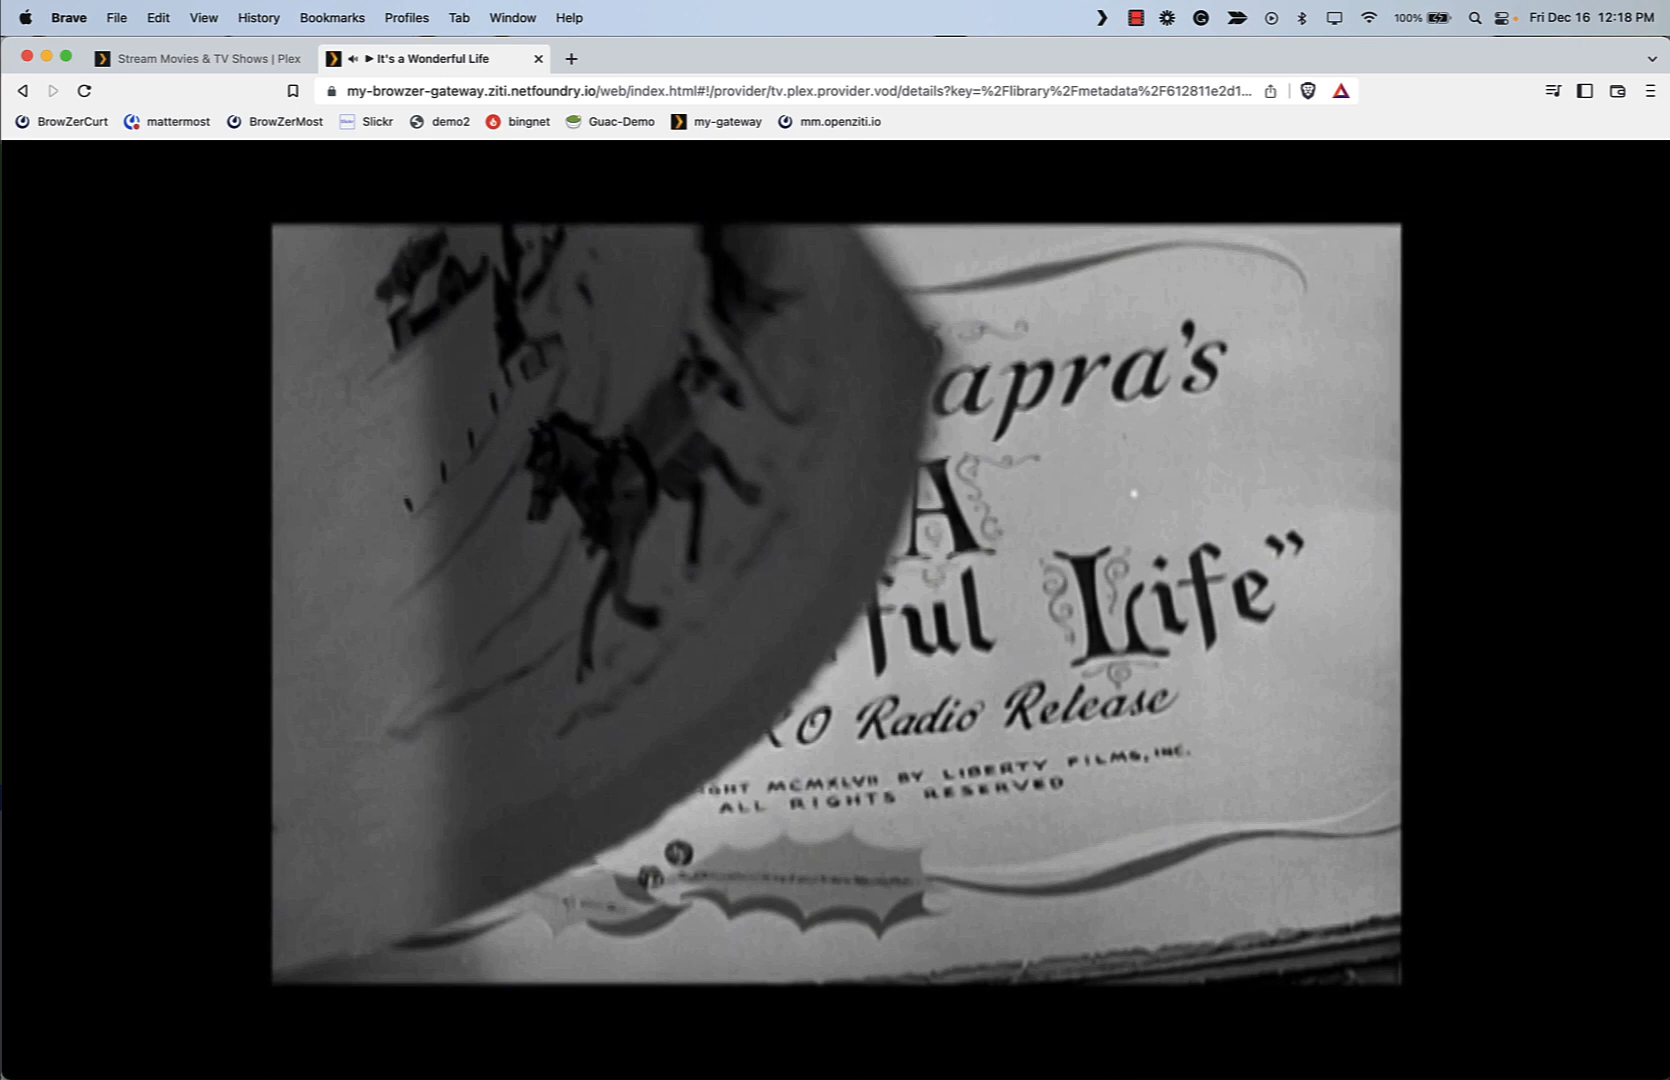 Brave File Edit View History Bookmarks Profiles Tab Window Help 100% Fri Dec 16 12:18 PM
Stream Movies & TV Shows | Plex It's a Wonderful Life
my-browzer-gateway.ziti.netfoundry.io/web/index.html#!/provider/tv.plex.provider.vod/details?key=%2Flibrary%2Fmetadata%2F612811e2d1...
BrowZerCurt mattermost BrowZerMost Slickr demo2 bingnet Guac-Demo my-gateway mm.openziti.io
apra's
A
ful Life”
O Radio Release
GHT MCMXLVII BY LIBERTY FILMS, INC.
ALL RIGHTS RESERVED